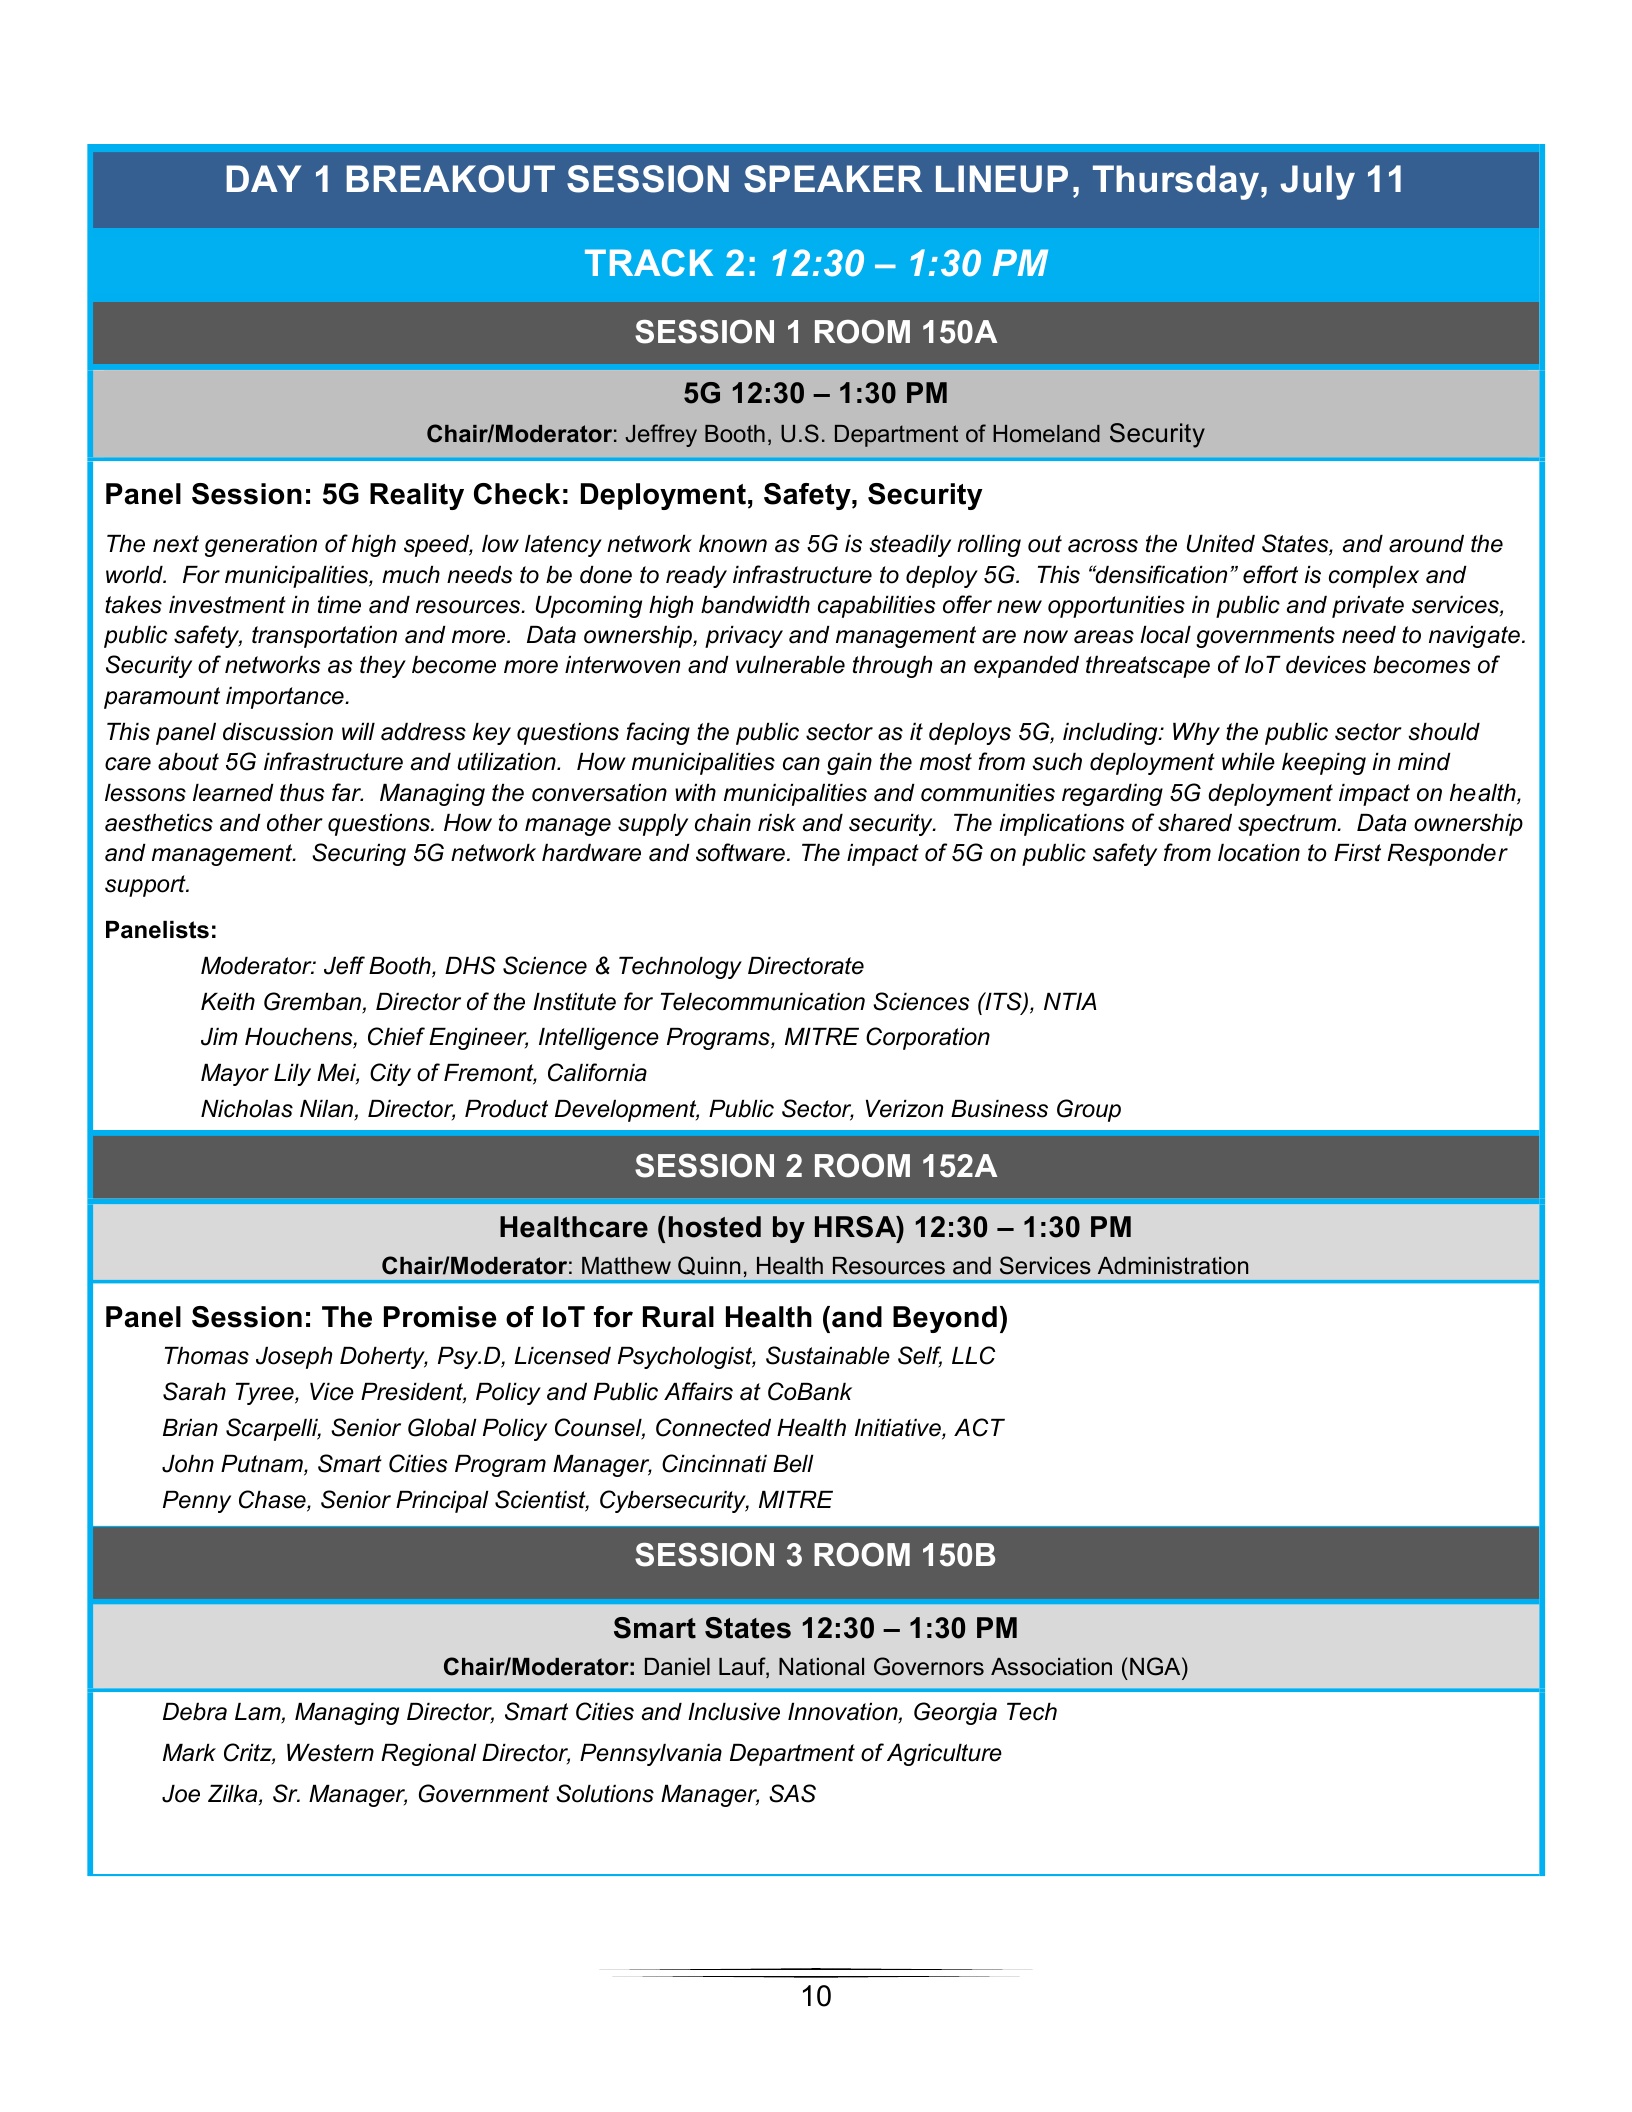 DAY 1 BREAKOUT SESSION SPEAKER LINEUP, Thursday, July 11
TRACK 2: 12:30 – 1:30 PM
SESSION 1 ROOM 150A
5G 12:30 – 1:30 PM
Chair/Moderator: Jeffrey Booth, U.S. Department of Homeland Security
Panel Session: 5G Reality Check: Deployment, Safety, Security
The next generation of high speed, low latency network known as 5G is steadily rolling out across the United States, and around the
world.  For municipalities, much needs to be done to ready infrastructure to deploy 5G.  This “densification” effort is complex and
takes investment in time and resources. Upcoming high bandwidth capabilities offer new opportunities in public and private services,
public safety, transportation and more.  Data ownership, privacy and management are now areas local governments need to navigate.
Security of networks as they become more interwoven and vulnerable through an expanded threatscape of IoT devices becomes of
paramount importance.
This panel discussion will address key questions facing the public sector as it deploys 5G, including: Why the public sector should
care about 5G infrastructure and utilization.  How municipalities can gain the most from such deployment while keeping in mind
lessons learned thus far.  Managing the conversation with municipalities and communities regarding 5G deployment impact on health,
aesthetics and other questions. How to manage supply chain risk and security.  The implications of shared spectrum.  Data ownership
and management.  Securing 5G network hardware and software. The impact of 5G on public safety from location to First Responder
support.
Panelists:
Moderator: Jeff Booth, DHS Science & Technology Directorate
Keith Gremban, Director of the Institute for Telecommunication Sciences (ITS), NTIA
Jim Houchens, Chief Engineer, Intelligence Programs, MITRE Corporation
Mayor Lily Mei, City of Fremont, California
Nicholas Nilan, Director, Product Development, Public Sector, Verizon Business Group
SESSION 2 ROOM 152A
Healthcare (hosted by HRSA) 12:30 – 1:30 PM
Chair/Moderator: Matthew Quinn, Health Resources and Services Administration
Panel Session: The Promise of IoT for Rural Health (and Beyond)
Thomas Joseph Doherty, Psy.D, Licensed Psychologist, Sustainable Self, LLC
Sarah Tyree, Vice President, Policy and Public Affairs at CoBank
Brian Scarpelli, Senior Global Policy Counsel, Connected Health Initiative, ACT
John Putnam, Smart Cities Program Manager, Cincinnati Bell
Penny Chase, Senior Principal Scientist, Cybersecurity, MITRE
SESSION 3 ROOM 150B
Smart States 12:30 – 1:30 PM
Chair/Moderator: Daniel Lauf, National Governors Association (NGA)
Debra Lam, Managing Director, Smart Cities and Inclusive Innovation, Georgia Tech
Mark Critz, Western Regional Director, Pennsylvania Department of Agriculture
Joe Zilka, Sr. Manager, Government Solutions Manager, SAS
10